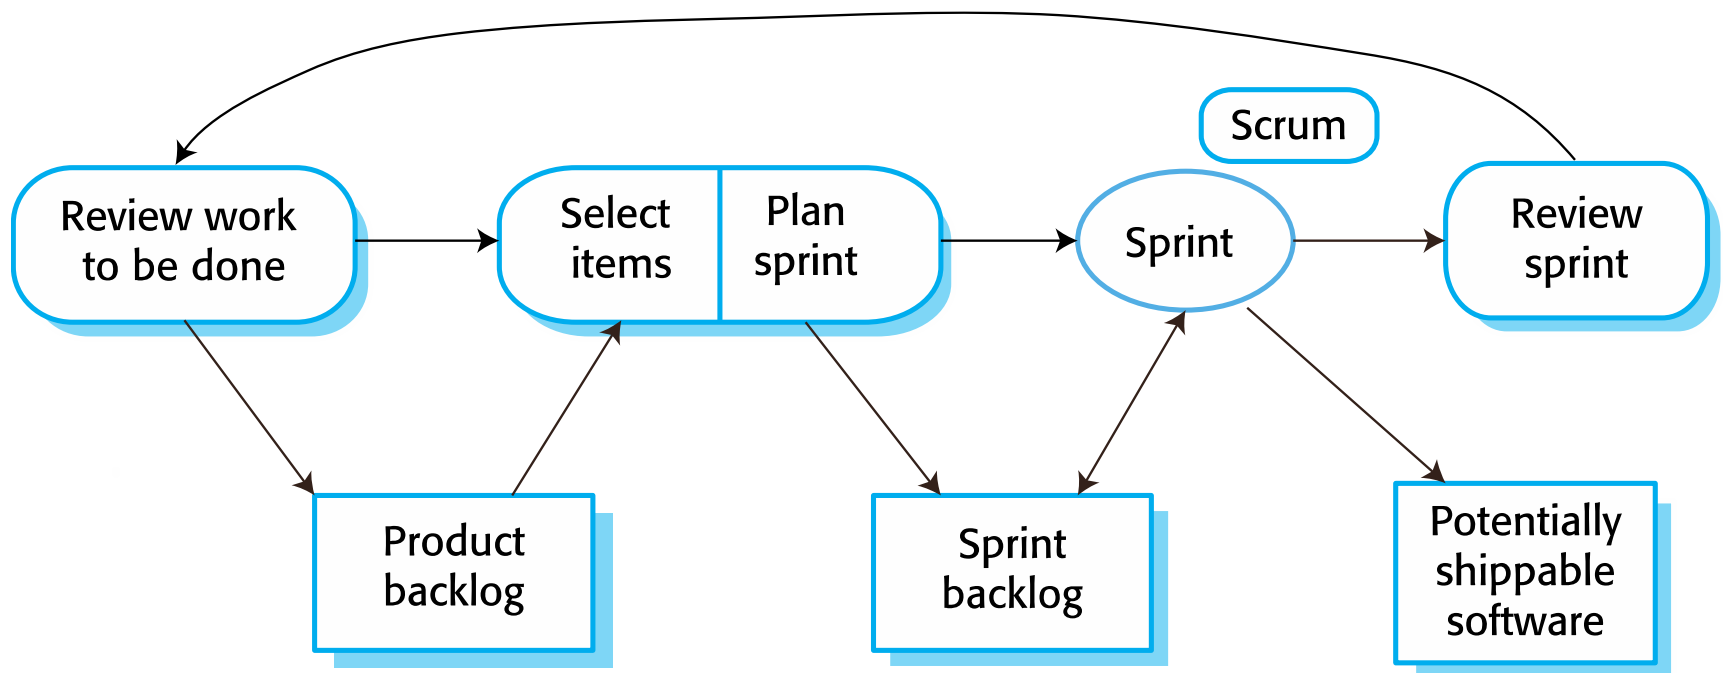 Scrum
Review work
to be done
Select
items
Plan
sprint
Sprint
Review
sprint
Product
backlog
Sprint
backlog
Potentially
shippable
software